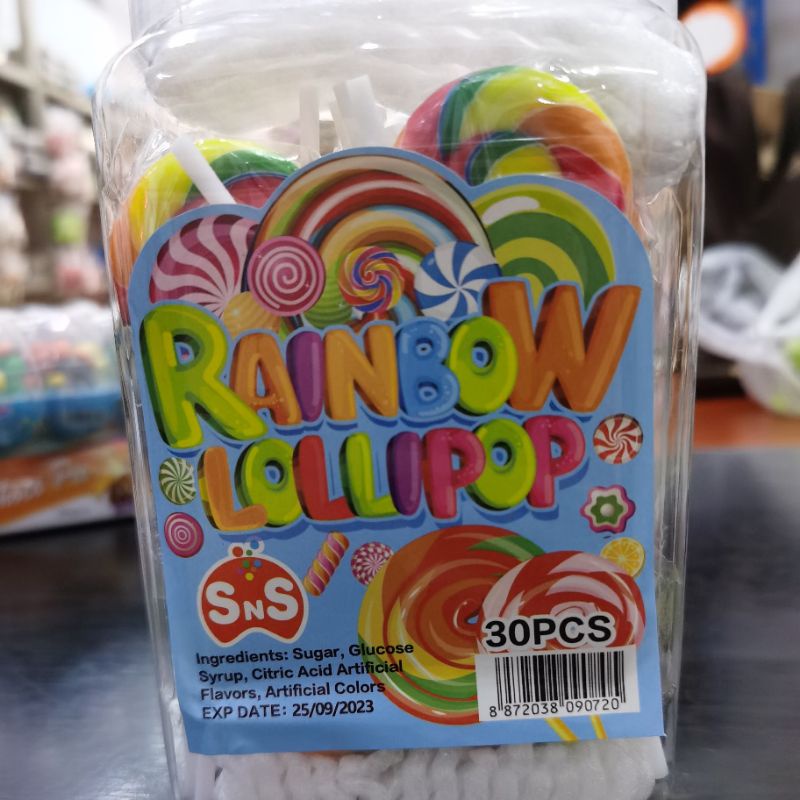 RAINBOW
LOLLIPOP
SNS
30PCS
Ingredients: Sugar, Glucose
Syrup, Citric Acid Artificial
Flavors, Artificial Colors
EXP DATE: 25/09/2023
8 872038 090720